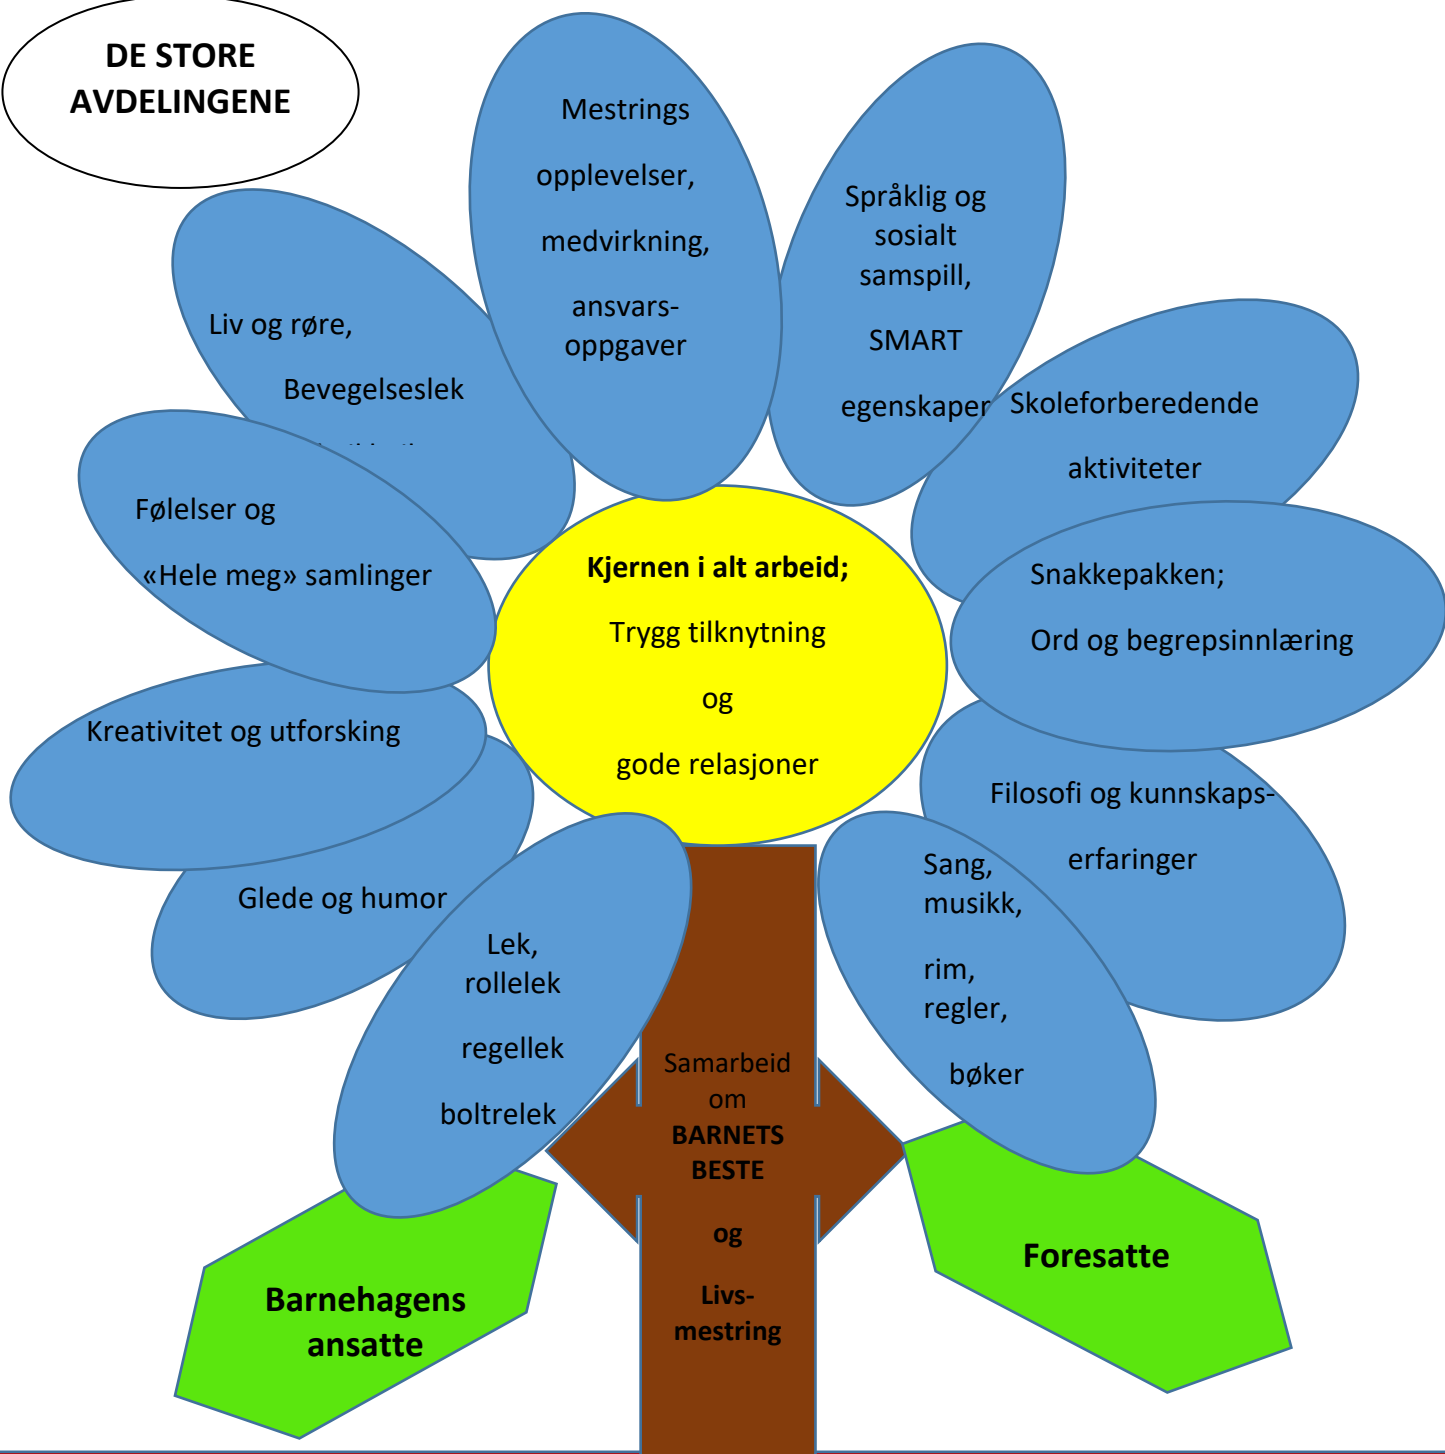 DE STORE
AVDELINGENE
Mestrings
opplevelser,
medvirkning,
ansvars-
oppgaver
Språklig og
sosialt
samspill,
SMART
egenskaper
Liv og røre,
Bevegelseslek
Skoleforberedende
aktiviteter
Følelser og
«Hele meg» samlinger
Kjernen i alt arbeid;
Trygg tilknytning
og
gode relasjoner
Snakkepakken;
Ord og begrepsinnlæring
Kreativitet og utforsking
Filosofi og kunnskaps-
erfaringer
Glede og humor
Sang,
musikk,
rim,
regler,
bøker
Lek,
rollelek
regellek
boltrelek
Samarbeid
om
BARNETS
BESTE
og
Livs-
mestring
Barnehagens
ansatte
Foresatte